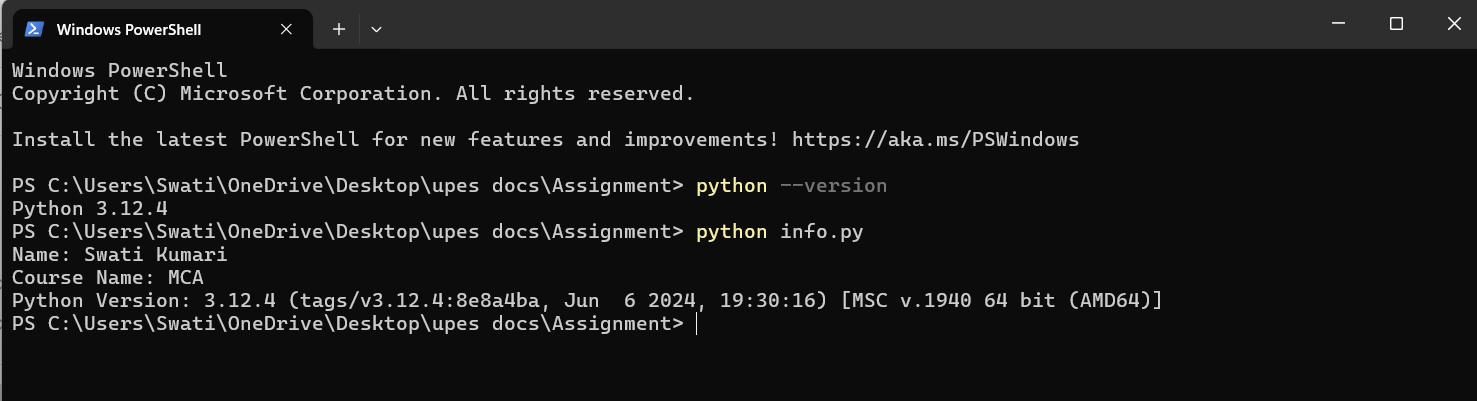 Windows PowerShell
Windows PowerShell
Copyright (C) Microsoft Corporation. All rights reserved.
Install the latest PowerShell for new features and improvements! https://aka.ms/PSWindows
PS C:\Users\Swati\OneDrive\Desktop\upes docs\Assignment> python --version
Python 3.12.4
PS C:\Users\Swati\OneDrive\Desktop\upes docs\Assignment> python info.py
Name: Swati Kumari
Course Name: MCA
Python Version: 3.12.4 (tags/v3.12.4:8e8a4ba, Jun  6 2024, 19:30:16) [MSC v.1940 64 bit (AMD64)]
PS C:\Users\Swati\OneDrive\Desktop\upes docs\Assignment>